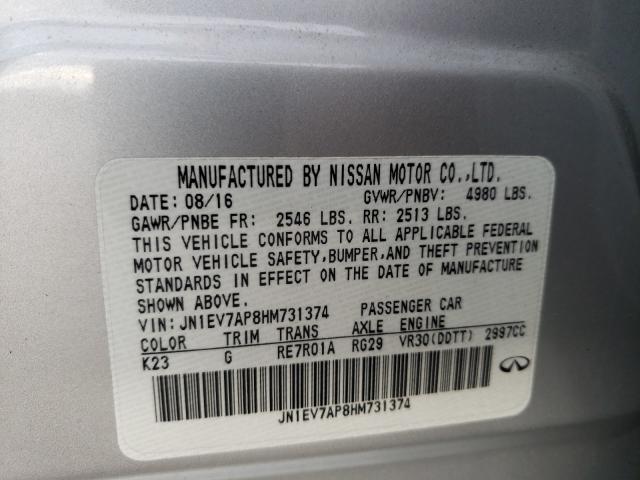 MANUFACTURED BY NISSAN MOTOR CO.,LTD.
DATE: 08/16 GVWR/PNBV: 4980 LBS.
GAWR/PNBE FR: 2546 LBS. RR: 2513 LBS.
THIS VEHICLE CONFORMS TO ALL APPLICABLE FEDERAL
MOTOR VEHICLE SAFETY,BUMPER,AND THEFT PREVENTION
STANDARDS IN EFFECT ON THE DATE OF MANUFACTURE
SHOWN ABOVE.
VIN: JN1EV7AP8HM731374 PASSENGER CAR
COLOR TRIM TRANS AXLE ENGINE
K23 G RE7R01A RG29 VR30(DDTT) 2997CC
JN1EV7AP8HM731374